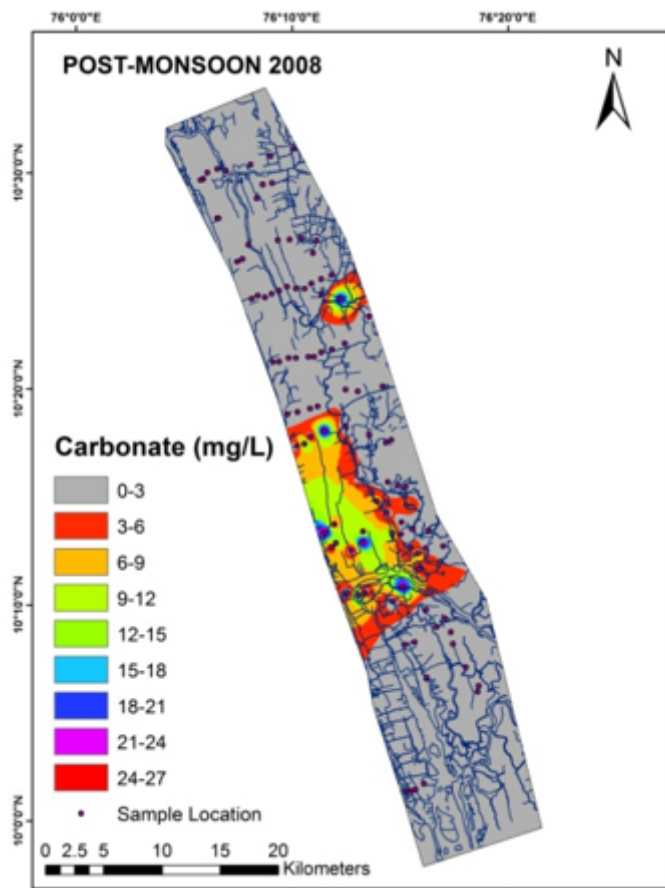 76°0'0"E 76°10'0"E 76°20'0"E
POST-MONSOON 2008
N
10°30'0"N
10°20'0"N
10°10'0"N
10°0'0"N
Carbonate (mg/L)
0-3
3-6
6-9
9-12
12-15
15-18
18-21
21-24
24-27
Sample Location
0 2.5 5 10 15 20
Kilometers